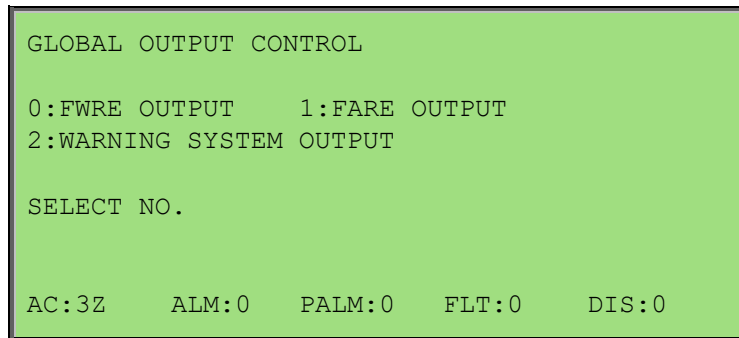 GLOBAL OUTPUT CONTROL
0:FWRE OUTPUT 1:FARE OUTPUT
2:WARNING SYSTEM OUTPUT
SELECT NO.
AC:3Z ALM:0 PALM:0 FLT:0 DIS:0